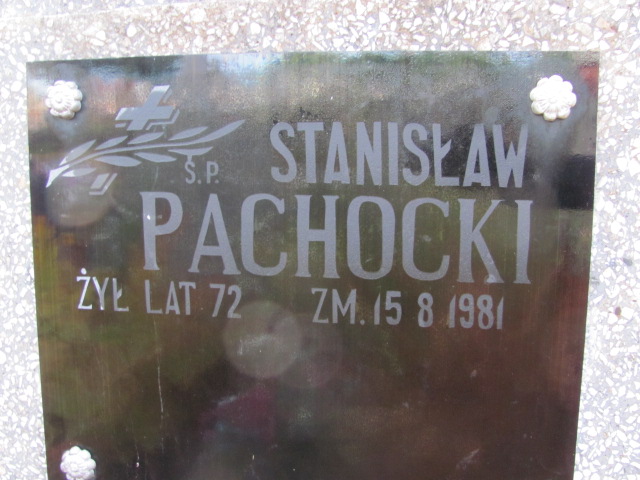 Ś.P. STANISŁAW
PACHOCKI
ŻYŁ LAT 72 ZM. 15 8 1981